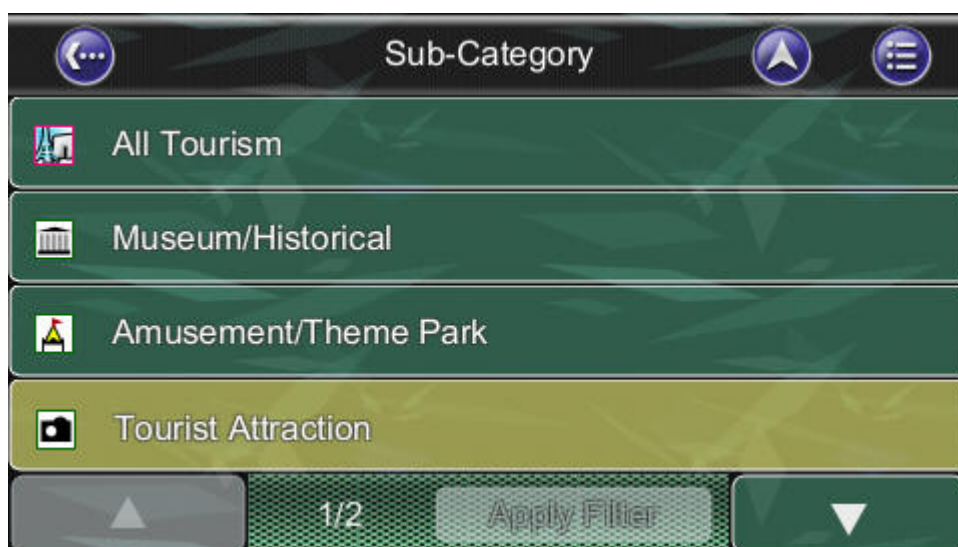 Sub-Category
All Tourism
Museum/Historical
Amusement/Theme Park
Tourist Attraction
1/2 Apply Filter